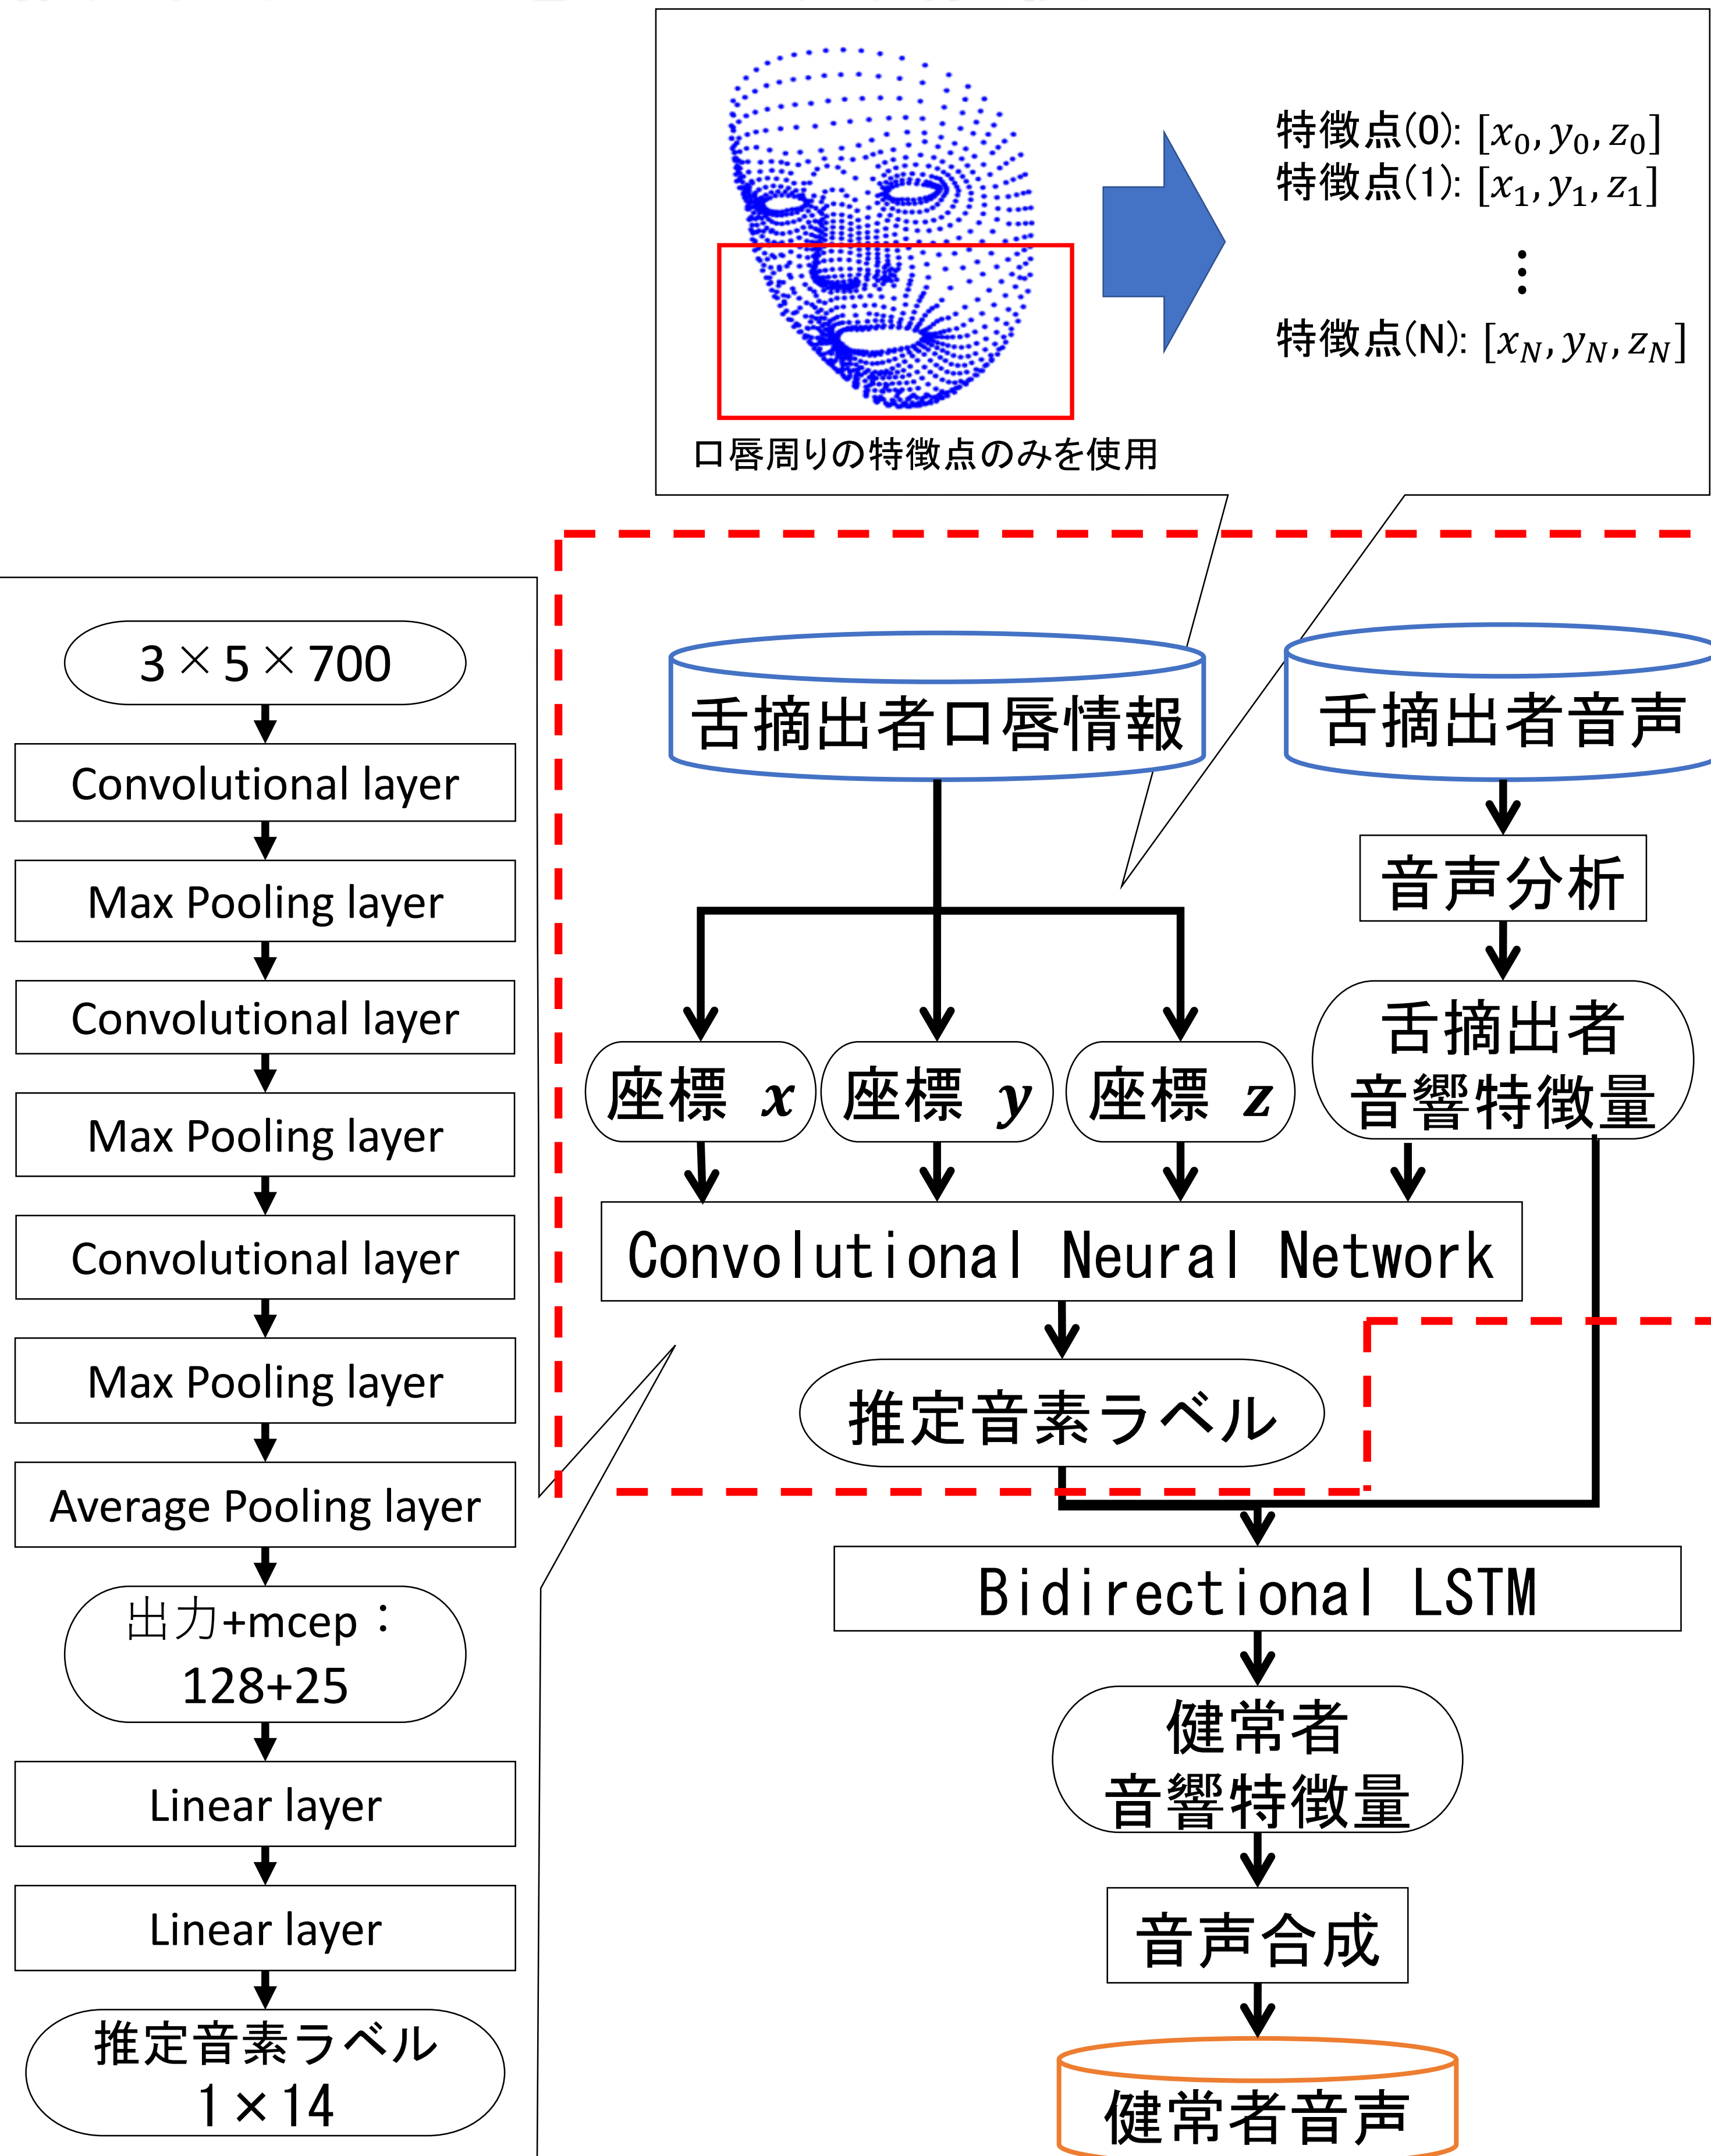 特徴点(0): [x₀, y₀, z₀]
特徴点(1): [x₁, y₁, z₁]
⋮
特徴点(N): [x_N, y_N, z_N]
口唇周りの特徴点のみを使用
3×5×700
Convolutional layer
Max Pooling layer
Convolutional layer
Max Pooling layer
Convolutional layer
Max Pooling layer
Average Pooling layer
出力+mcep：
128+25
Linear layer
Linear layer
推定音素ラベル
1×14
舌摘出者口唇情報
舌摘出者音声
音声分析
座標 x
座標 y
座標 z
舌摘出者
音響特徴量
Convolutional Neural Network
推定音素ラベル
Bidirectional LSTM
健常者
音響特徴量
音声合成
健常者音声